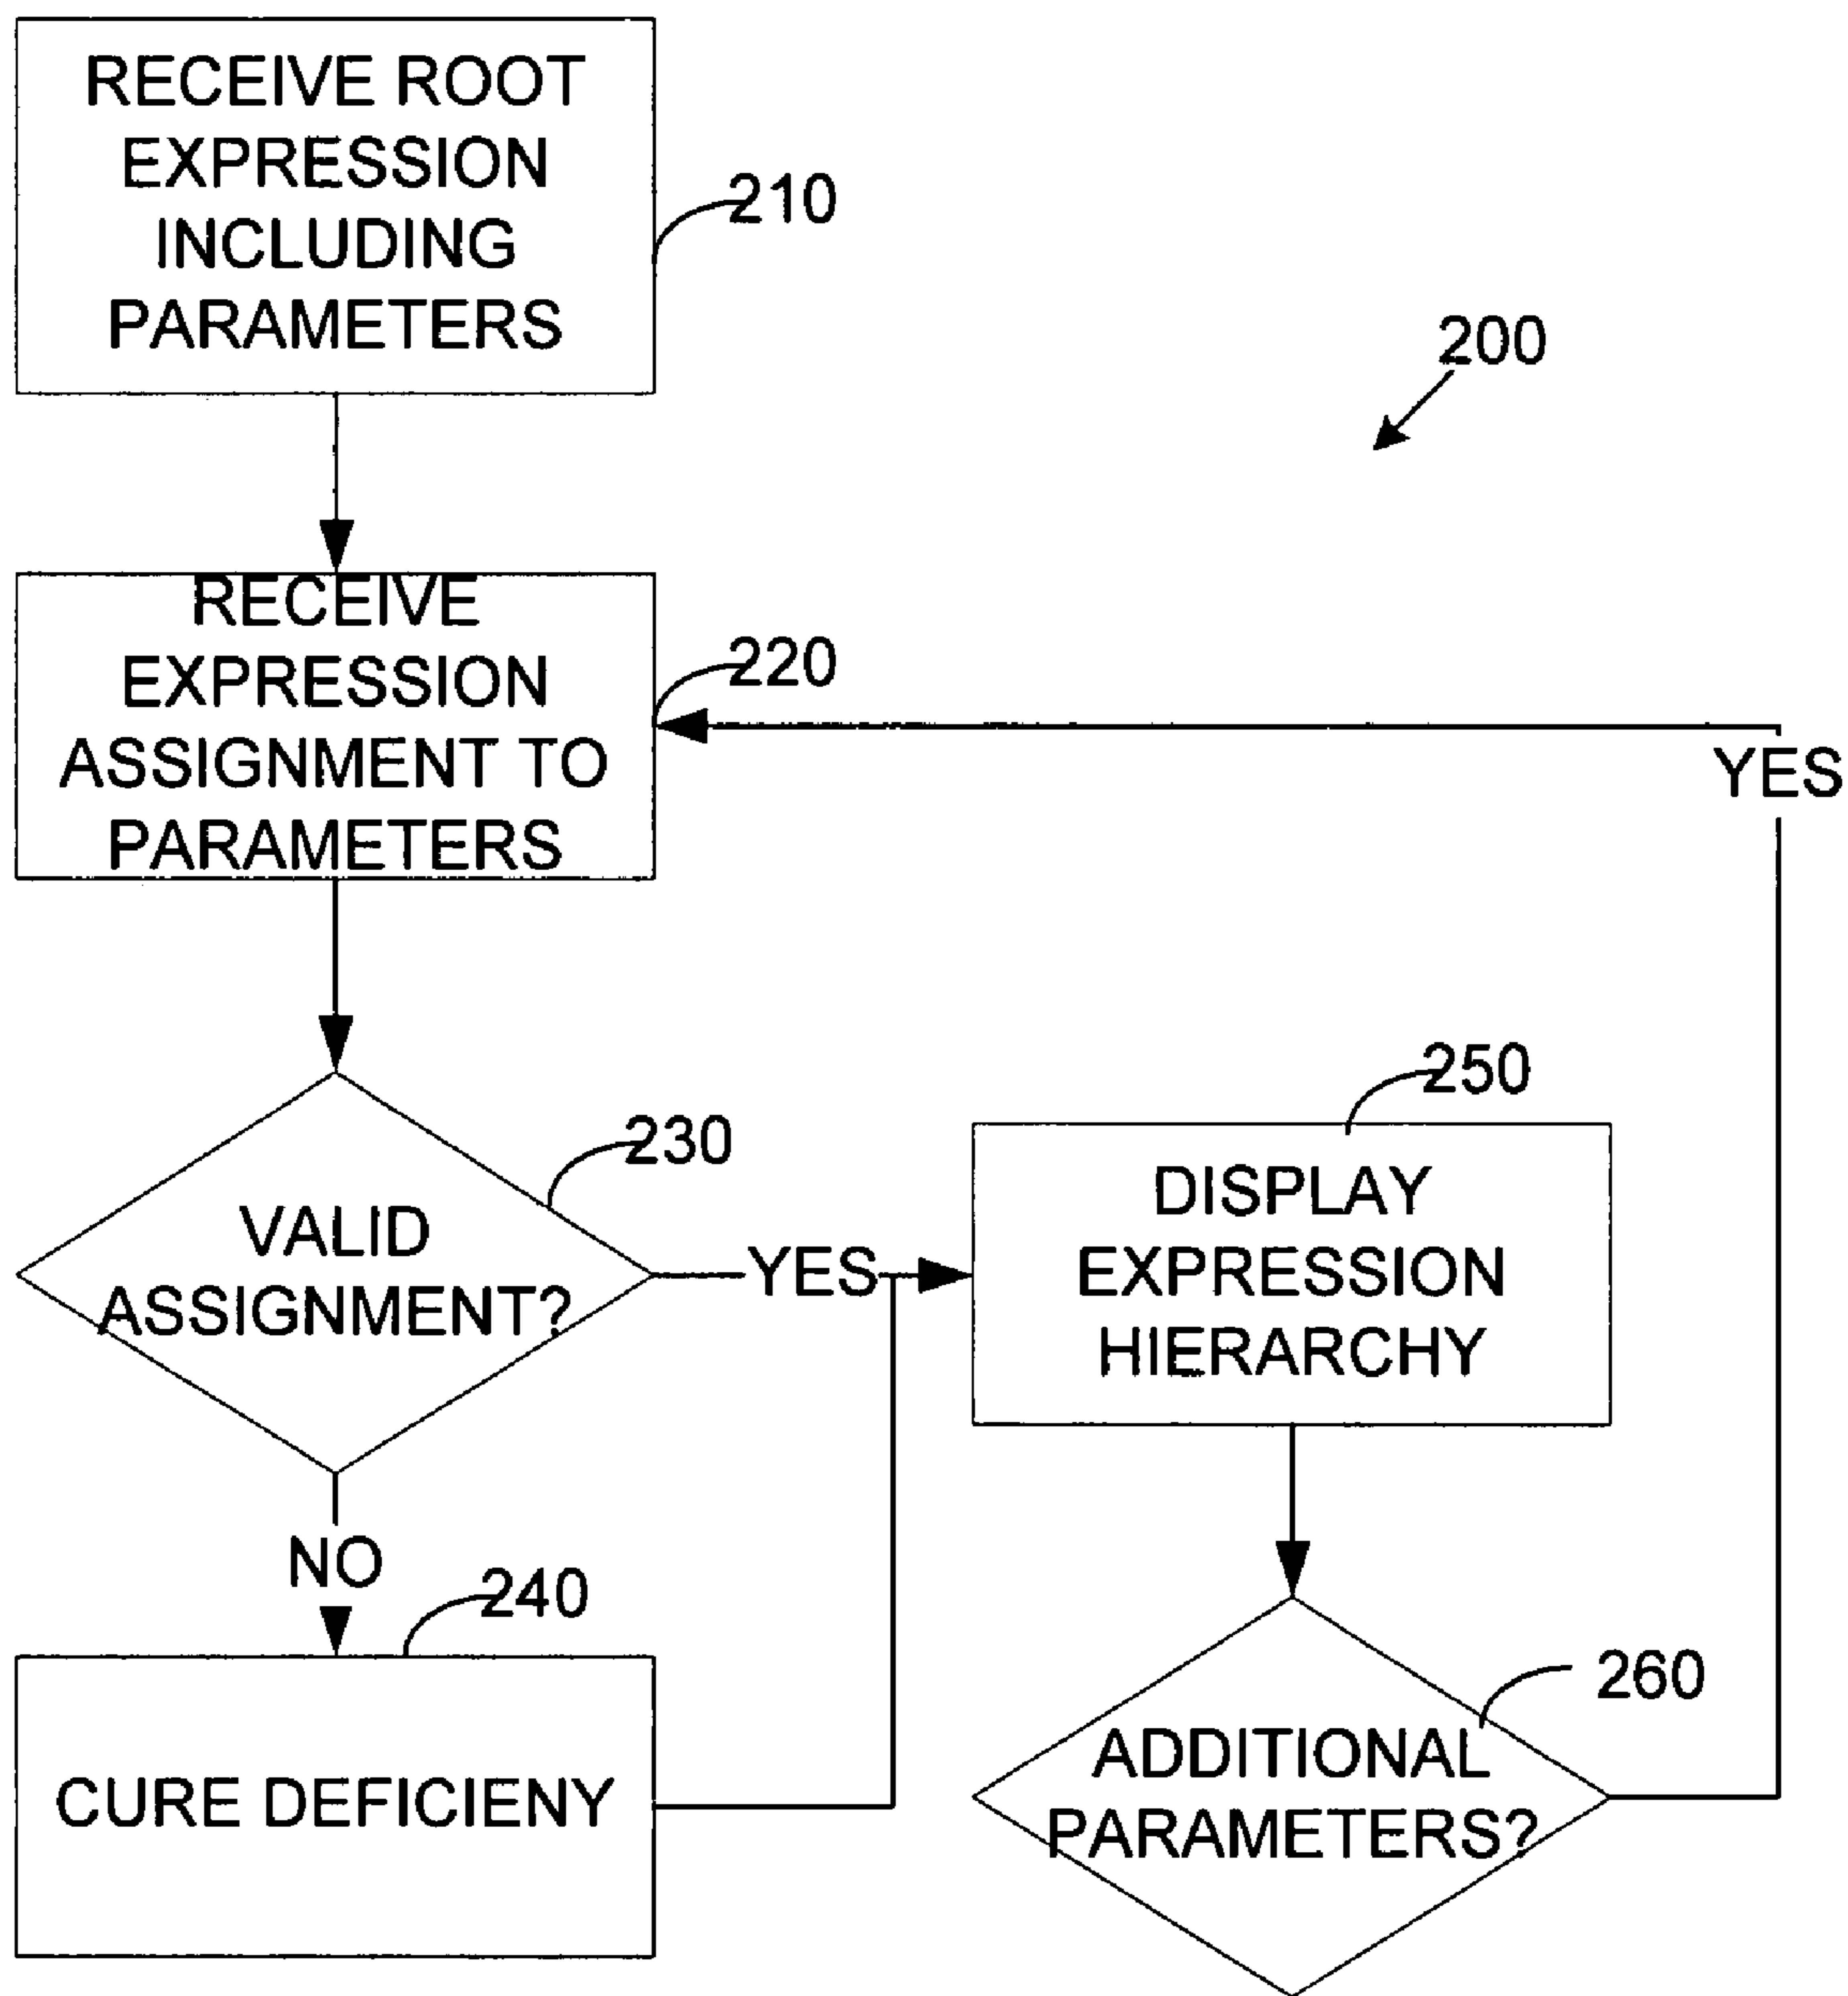 RECEIVE ROOT
EXPRESSION
INCLUDING
PARAMETERS
210
200
RECEIVE
EXPRESSION
ASSIGNMENT TO
PARAMETERS
220
YES
VALID
ASSIGNMENT?
230
YES
NO
240
CURE DEFICIENY
250
DISPLAY
EXPRESSION
HIERARCHY
260
ADDITIONAL
PARAMETERS?